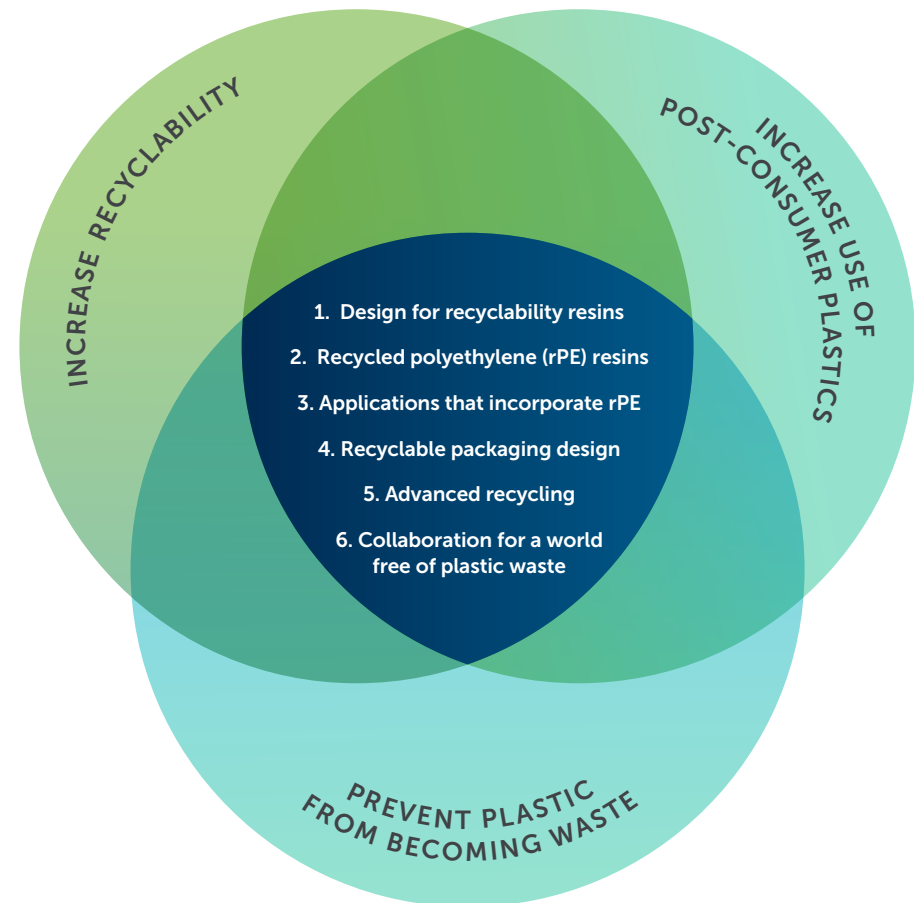 INCREASE RECYCLABILITY
INCREASE USE OF
POST-CONSUMER PLASTICS
1. Design for recyclability resins
2. Recycled polyethylene (rPE) resins
3. Applications that incorporate rPE
4. Recyclable packaging design
5. Advanced recycling
6. Collaboration for a world
free of plastic waste
PREVENT PLASTIC
FROM BECOMING WASTE